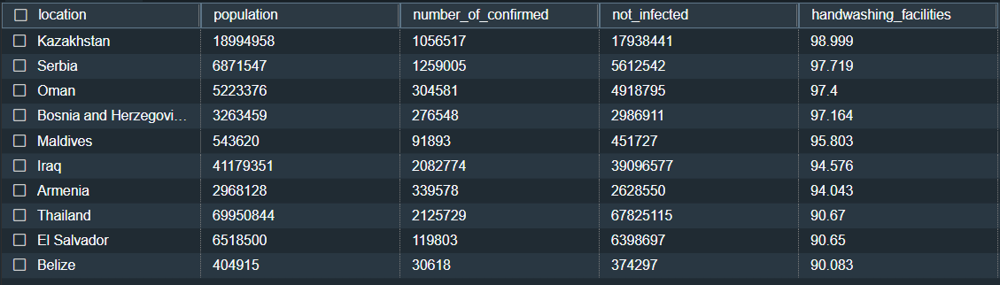 location population number_of_confirmed not_infected handwashing_facilities
Kazakhstan 18994958 1056517 17938441 98.999
Serbia 6871547 1259005 5612542 97.719
Oman 5223376 304581 4918795 97.4
Bosnia and Herzegovi... 3263459 276548 2986911 97.164
Maldives 543620 91893 451727 95.803
Iraq 41179351 2082774 39096577 94.576
Armenia 2968128 339578 2628550 94.043
Thailand 69950844 2125729 67825115 90.67
El Salvador 6518500 119803 6398697 90.65
Belize 404915 30618 374297 90.083